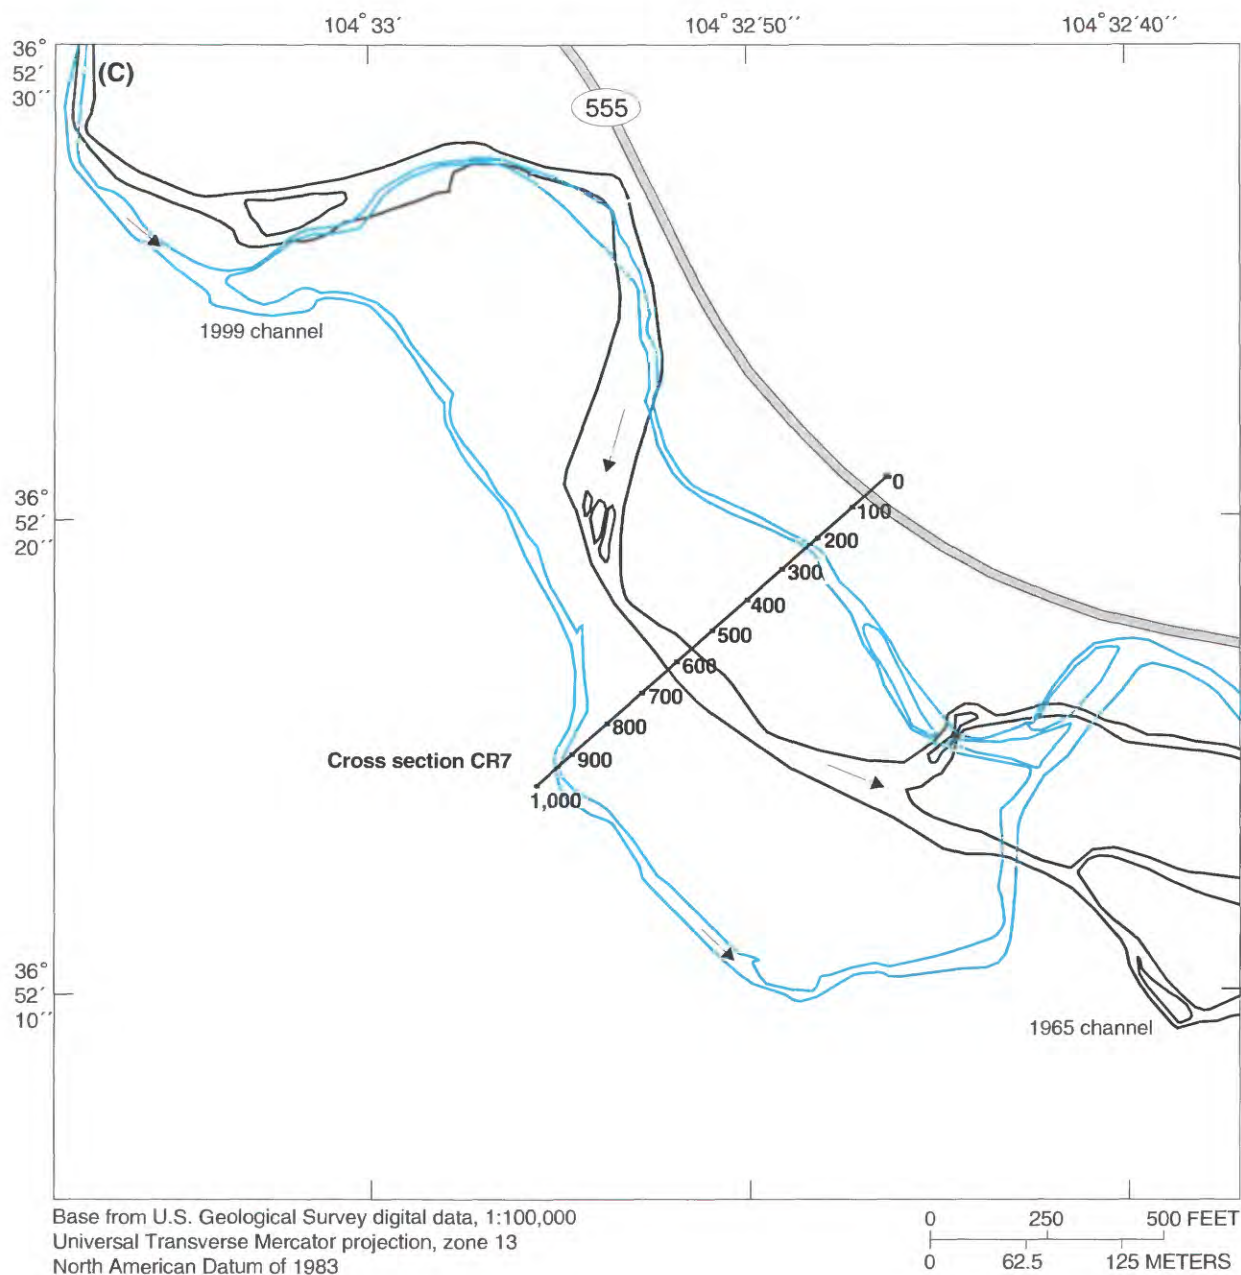 104°33′ 104°32′50′′ 104°32′40′′
36°
52′
30′′
(C)
555
1999 channel
0
100
36°
52′
20′′
200
300
400
500
600
700
800
Cross section CR7
900
1,000
36°
52′
10′′
1965 channel
Base from U.S. Geological Survey digital data, 1:100,000
Universal Transverse Mercator projection, zone 13
North American Datum of 1983
0 250 500 FEET
0 62.5 125 METERS